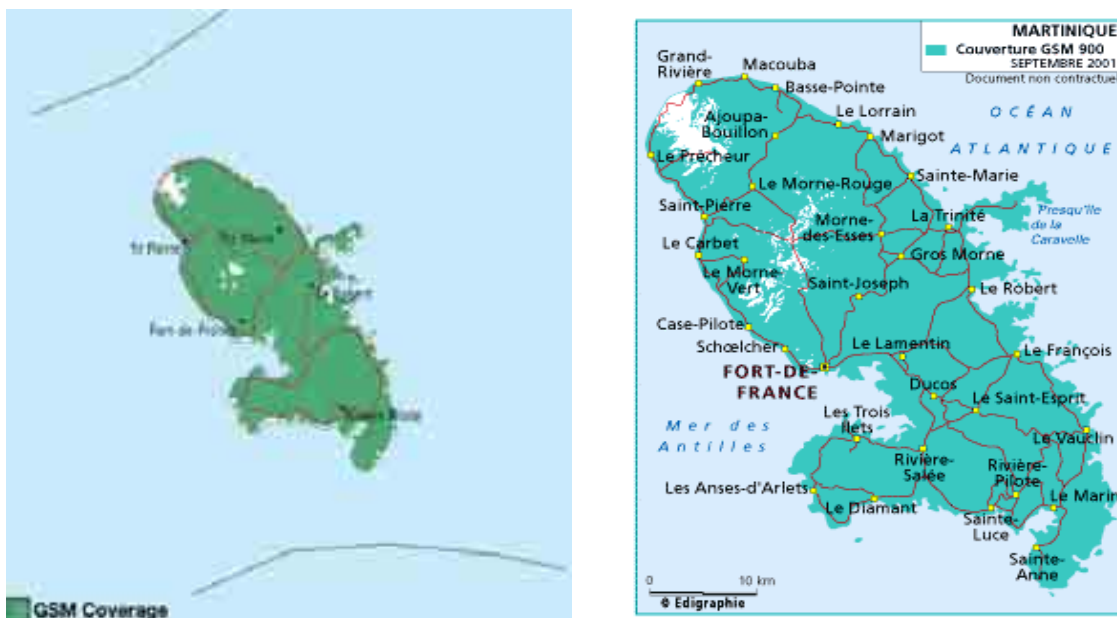 GSM Coverage
MARTINIQUE
Couverture GSM 900
SEPTEMBRE 2001
Document non contractuel
Grand-
Rivière
Macouba
Basse-Pointe
Le Lorrain
Ajoupa-
Bouillon
Marigot
OCÉAN
ATLANTIQUE
Le Prêcheur
Sainte-Marie
Le Morne-Rouge
Saint-Pierre
La Trinité
Presqu'île
de la
Caravelle
Morne-
des-Esses
Le Carbet
Gros Morne
Le Morne-
Vert
Saint-Joseph
Le Robert
Case-Pilote
Schœlcher
Le Lamentin
Le François
FORT-DE-
FRANCE
Ducos
Le Saint-Esprit
Les Trois
Ilets
Mer des
Antilles
Le Vauclin
Rivière-
Salée
Rivière-
Pilote
Les Anses-d'Arlets
Le Diamant
Le Marin
Sainte-
Luce
Sainte-
Anne
0 10 km
© Edigraphie